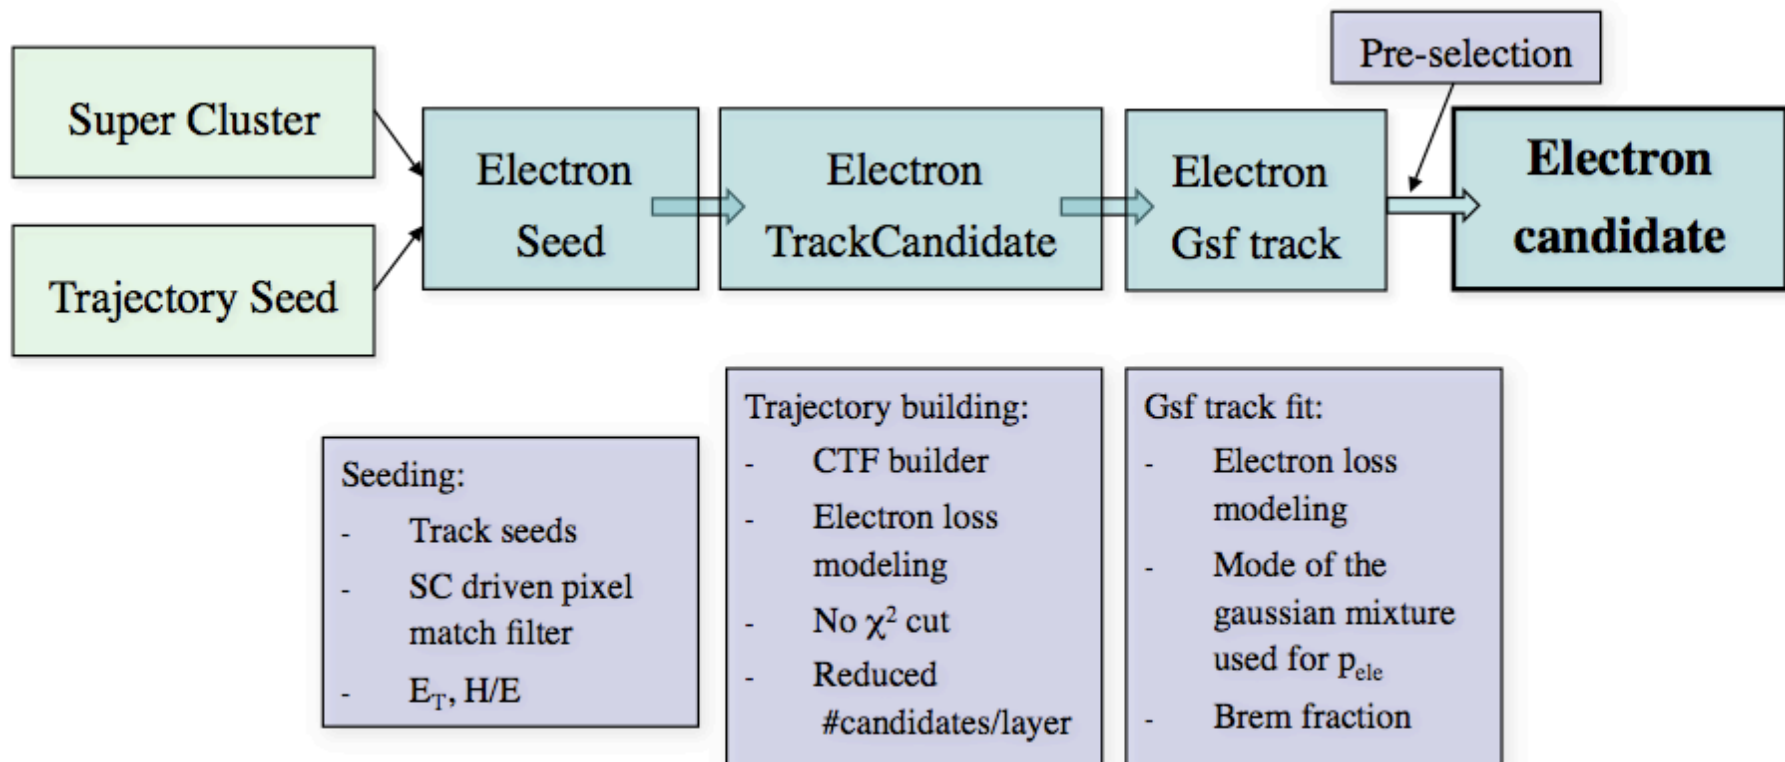 Pre-selection
Super Cluster
Trajectory Seed
Electron
Seed
Electron
TrackCandidate
Electron
Gsf track
Electron
candidate
Seeding:
- Track seeds
- SC driven pixel
match filter
- E_T, H/E
Trajectory building:
- CTF builder
- Electron loss
modeling
- No χ² cut
- Reduced
#candidates/layer
Gsf track fit:
- Electron loss
modeling
- Mode of the
gaussian mixture
used for p_ele
- Brem fraction